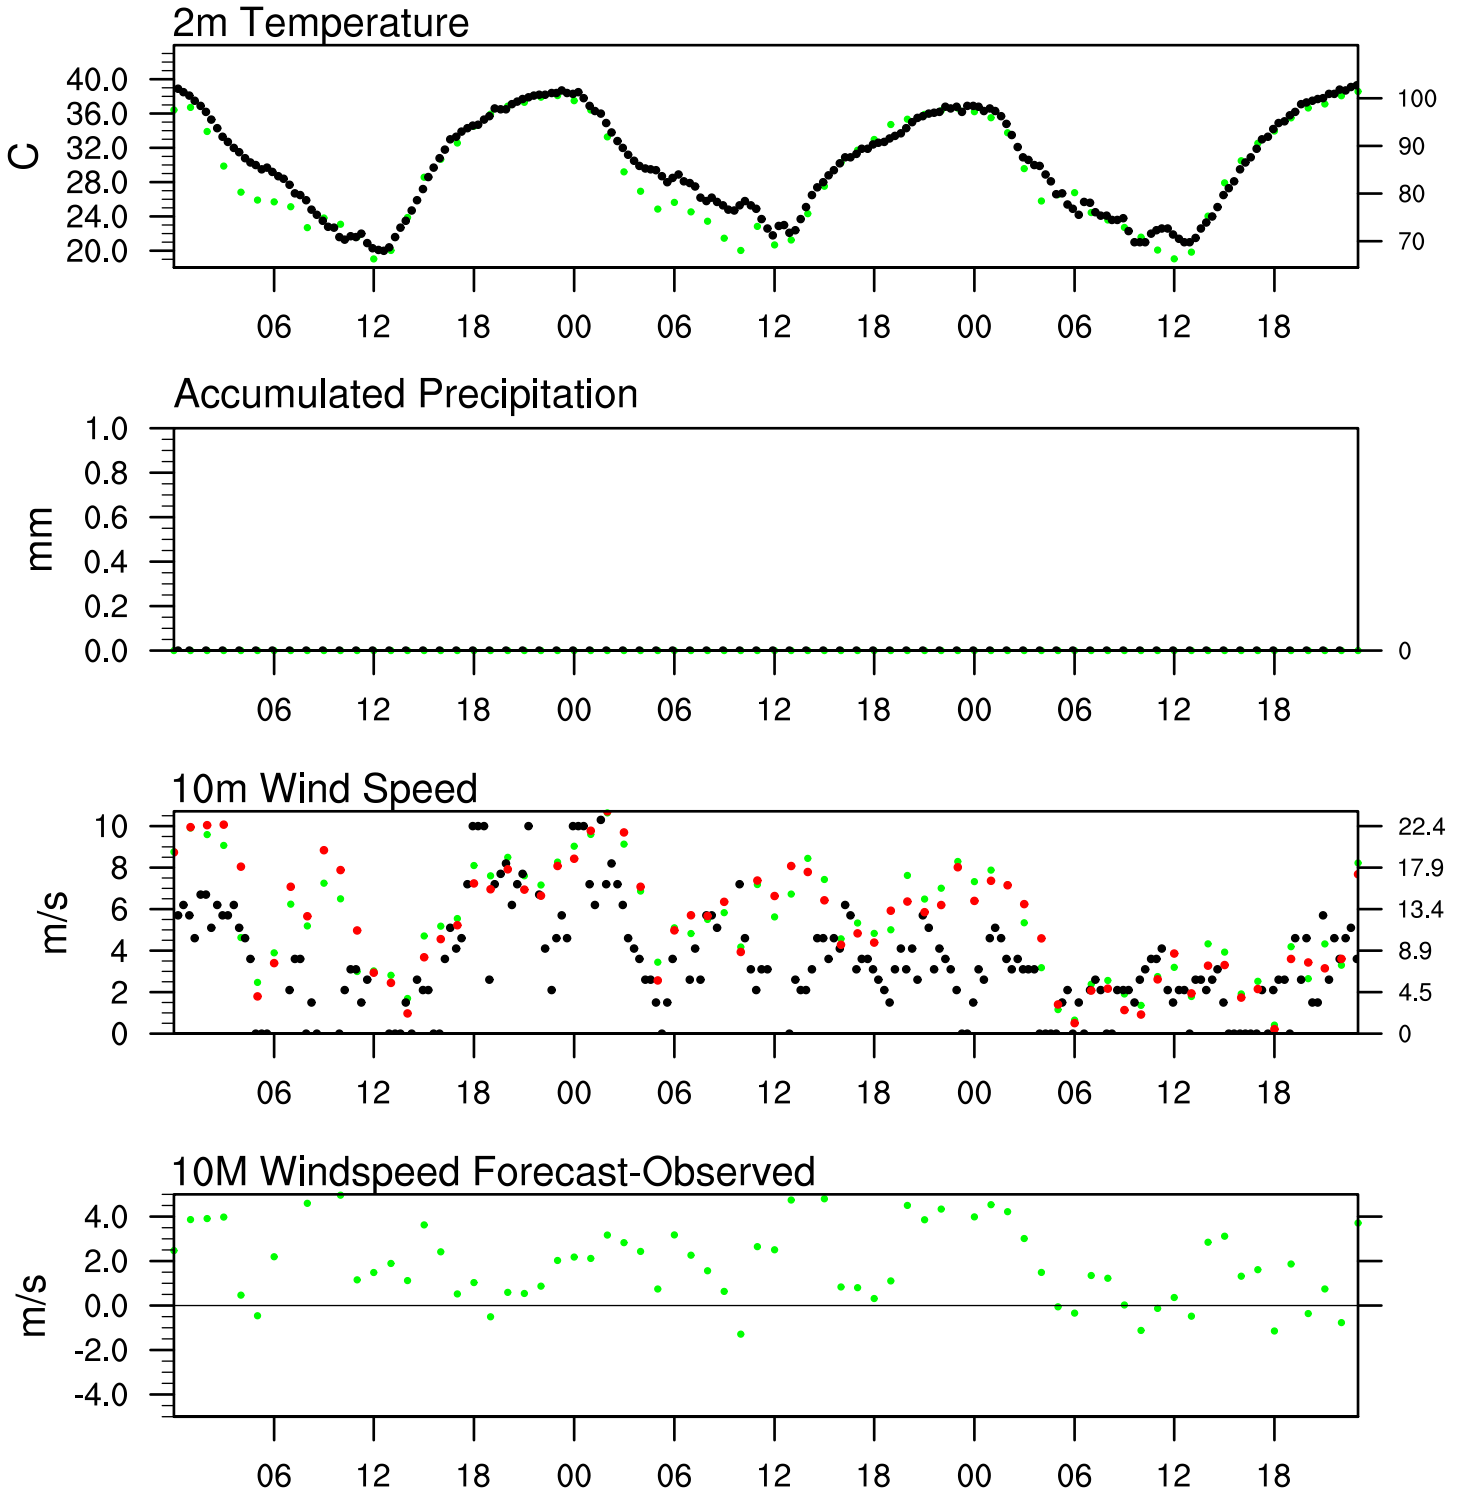 2m Temperature
40.0
36.0
32.0
28.0
24.0
20.0
C
100
90
80
70
06 12 18 00 06 12 18 00 06 12 18
Accumulated Precipitation
1.0
0.8
0.6
0.4
0.2
0.0
mm
0
06 12 18 00 06 12 18 00 06 12 18
10m Wind Speed
10
8
6
4
2
0
m/s
22.4
17.9
13.4
8.9
4.5
0
06 12 18 00 06 12 18 00 06 12 18
10M Windspeed Forecast-Observed
4.0
2.0
0.0
-2.0
-4.0
m/s
06 12 18 00 06 12 18 00 06 12 18